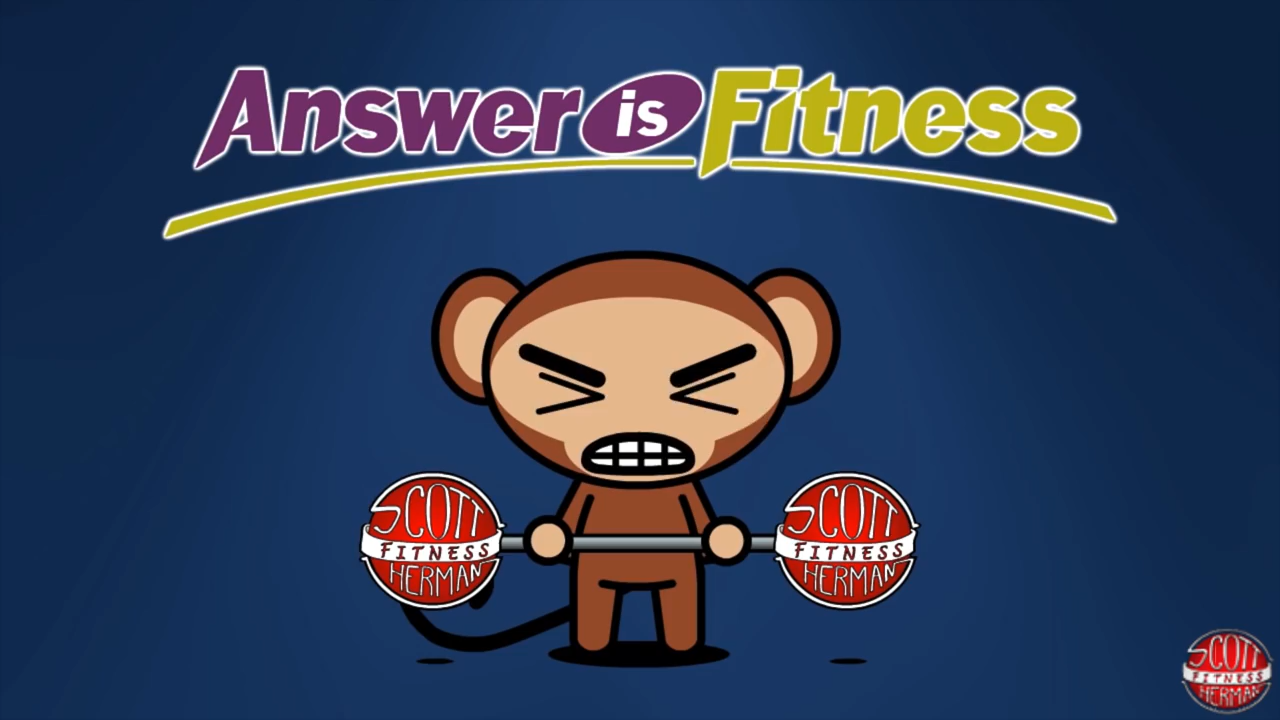 Answer is Fitness
SCOTT
FITNESS
HERMAN
SCOTT
FITNESS
HERMAN
SCOTT
FITNESS
HERMAN